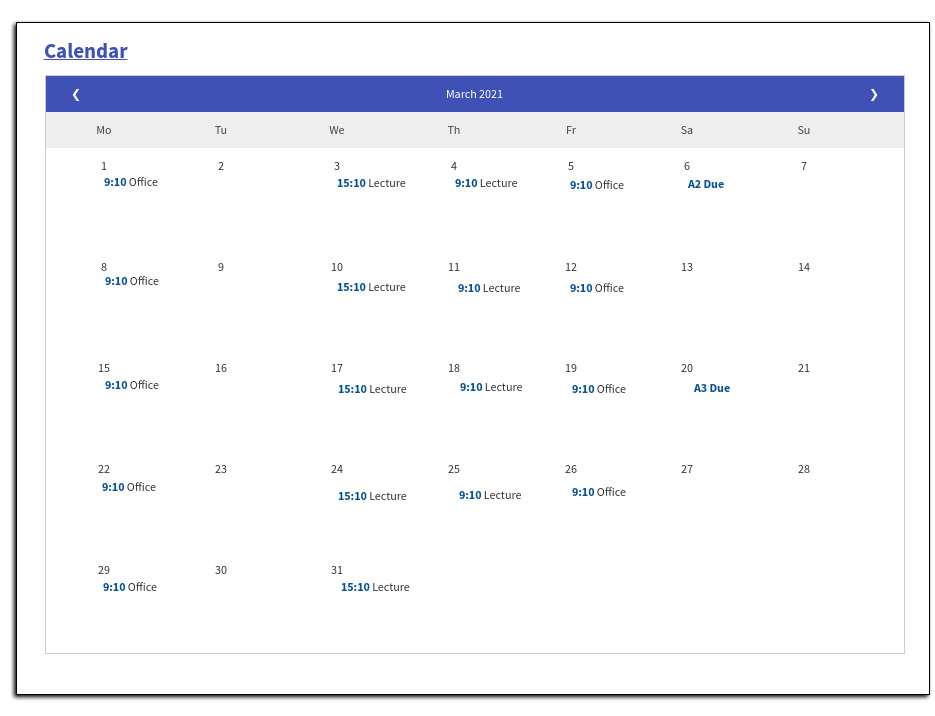 Calendar
❮ March 2021 ❯
Mo Tu We Th Fr Sa Su
1 2 3 4 5 6 7
9:10 Office 15:10 Lecture 9:10 Lecture 9:10 Office A2 Due
8 9 10 11 12 13 14
9:10 Office 15:10 Lecture 9:10 Lecture 9:10 Office
15 16 17 18 19 20 21
9:10 Office 15:10 Lecture 9:10 Lecture 9:10 Office A3 Due
22 23 24 25 26 27 28
9:10 Office 15:10 Lecture 9:10 Lecture 9:10 Office
29 30 31
9:10 Office 15:10 Lecture